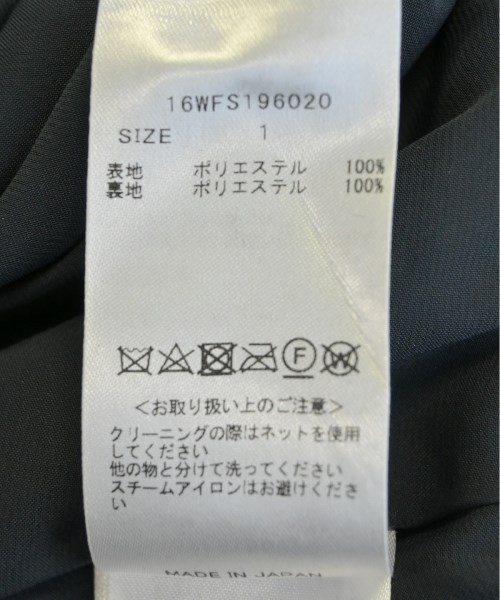 16WFS196020
SIZE 1
表地 ポリエステル 100%
裏地 ポリエステル 100%
F W
＜お取り扱い上のご注意＞
クリーニングの際はネットを使用
してください
他の物と分けて洗ってください
スチームアイロンはお避けくださ
い
MADE IN JAPAN